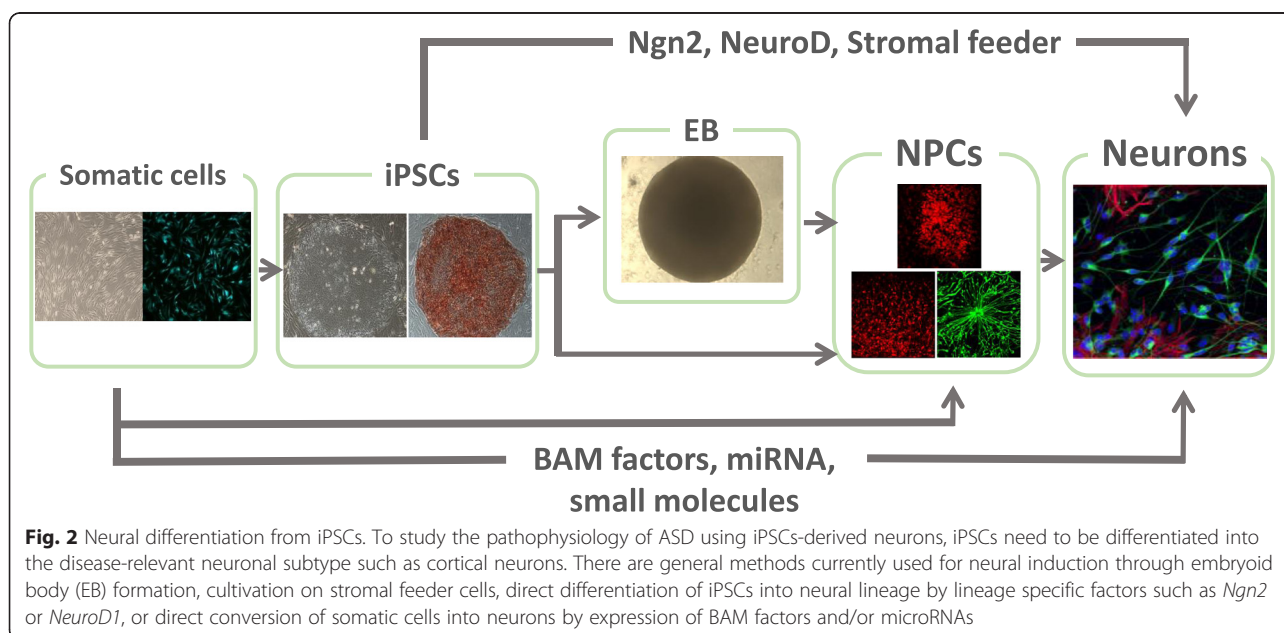 Ngn2, NeuroD, Stromal feeder
EB
NPCs
Neurons
Somatic cells
iPSCs
BAM factors, miRNA,
small molecules
Fig. 2 Neural differentiation from iPSCs. To study the pathophysiology of ASD using iPSCs-derived neurons, iPSCs need to be differentiated into
the disease-relevant neuronal subtype such as cortical neurons. There are general methods currently used for neural induction through embryoid
body (EB) formation, cultivation on stromal feeder cells, direct differentiation of iPSCs into neural lineage by lineage specific factors such as Ngn2
or NeuroD1, or direct conversion of somatic cells into neurons by expression of BAM factors and/or microRNAs